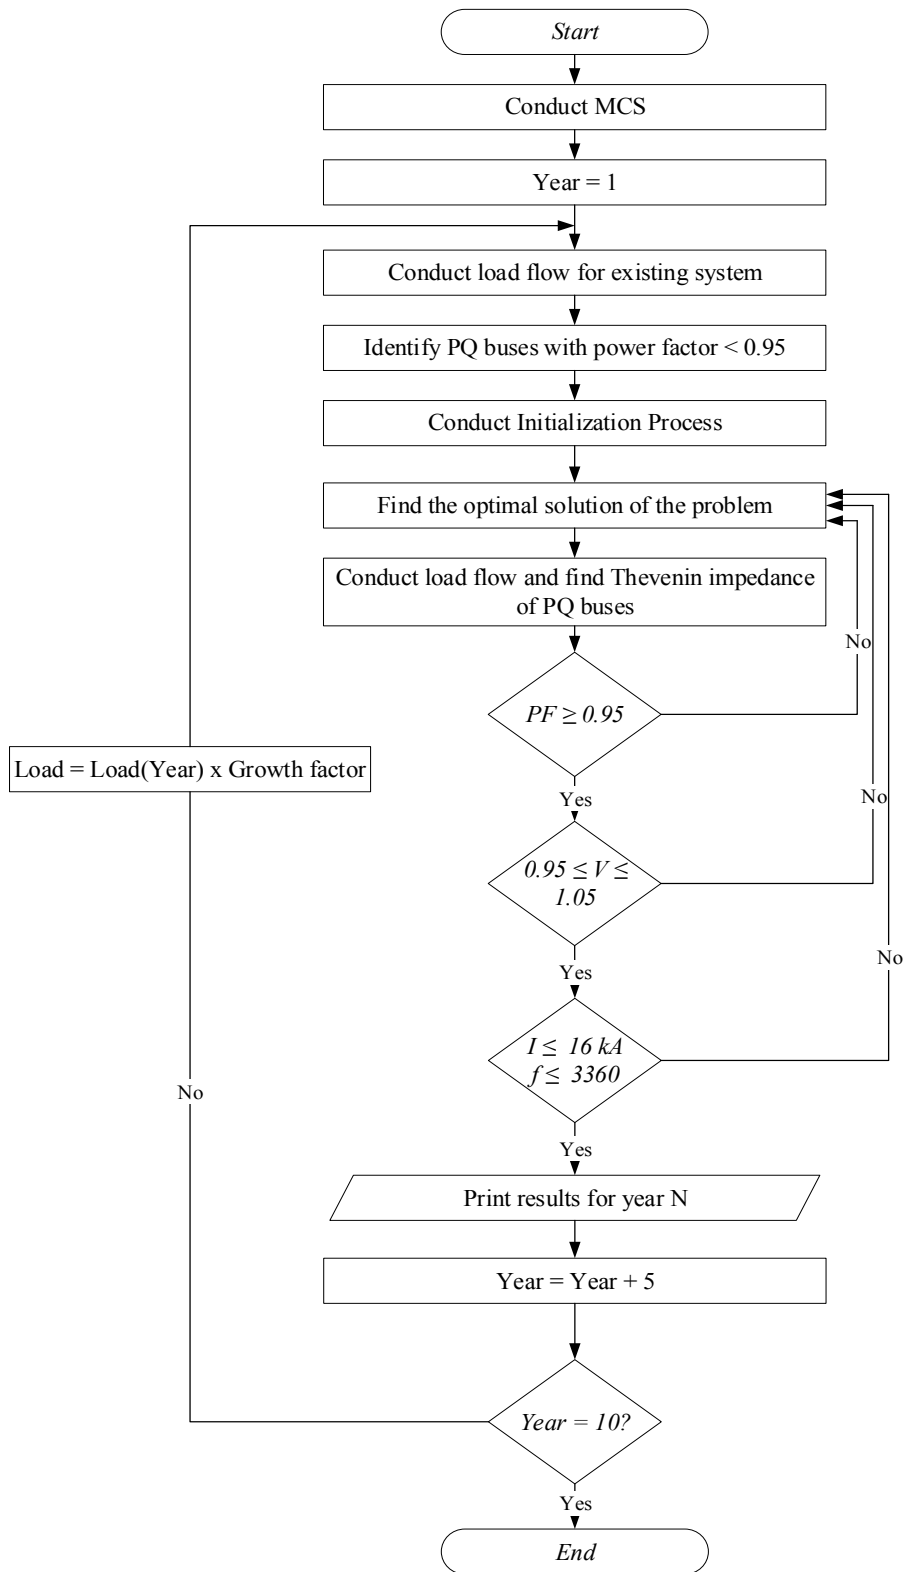 Start
Conduct MCS
Year = 1
Conduct load flow for existing system
Identify PQ buses with power factor < 0.95
Conduct Initialization Process
Find the optimal solution of the problem
Conduct load flow and find Thevenin impedance
of PQ buses
No
PF ≥ 0.95
Load = Load(Year) x Growth factor
Yes
No
0.95 ≤ V ≤
1.05
No
Yes
I ≤ 16 kA
f ≤ 3360
No
Yes
Print results for year N
Year = Year + 5
Year = 10?
Yes
End